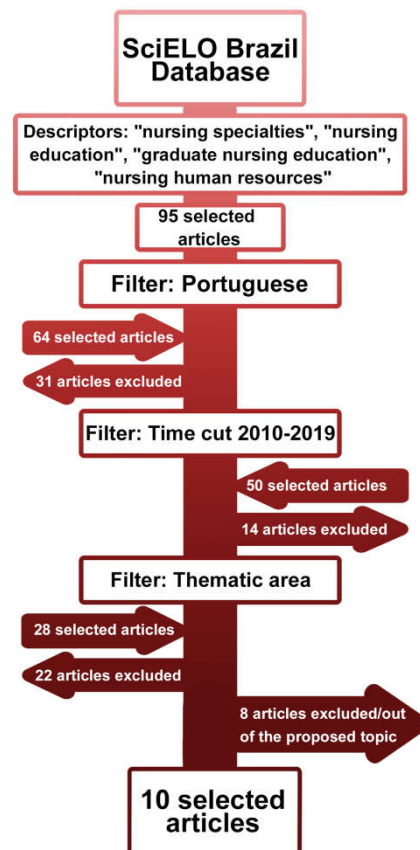 SciELO Brazil
Database
Descriptors: "nursing specialties", "nursing
education", "graduate nursing education",
"nursing human resources"
95 selected
articles
Filter: Portuguese
64 selected articles
31 articles excluded
Filter: Time cut 2010-2019
50 selected articles
14 articles excluded
Filter: Thematic area
28 selected articles
22 articles excluded
8 articles excluded/out
of the proposed topic
10 selected
articles